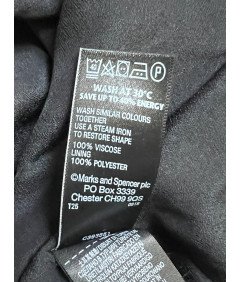 WASH AT 30°C
SAVE UP TO 40% ENERGY
WASH SIMILAR COLOURS
TOGETHER
USE A STEAM IRON
TO RESTORE SHAPE
100% VISCOSE
LINING
100% POLYESTER
©Marks and Spencer plc
PO Box 3339
Chester CH99 9QS
T25